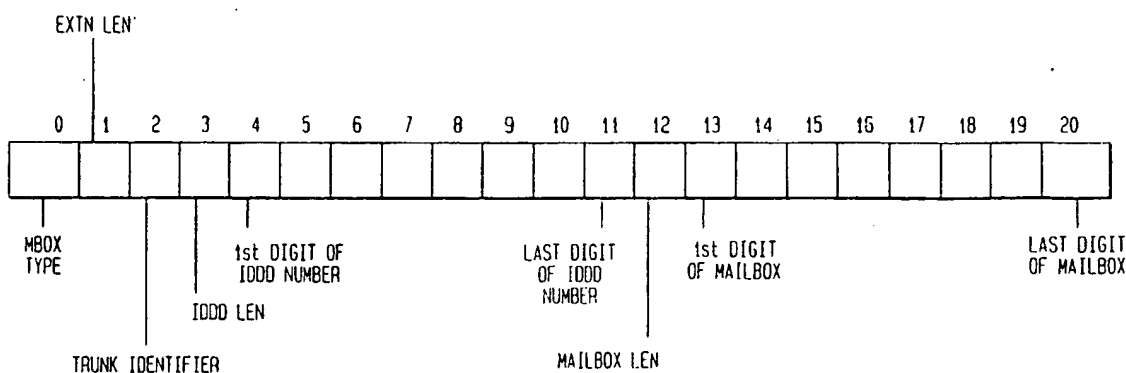 EXTN LEN
0 1 2 3 4 5 6 7 8 9 10 11 12 13 14 15 16 17 18 19 20
MBOX
TYPE
1st DIGIT OF
IDDD NUMBER
LAST DIGIT
OF IDDD
NUMBER
1st DIGIT
OF MAILBOX
LAST DIGIT
OF MAILBOX
IDDD LEN
TRUNK IDENTIFIER
MAILBOX LEN